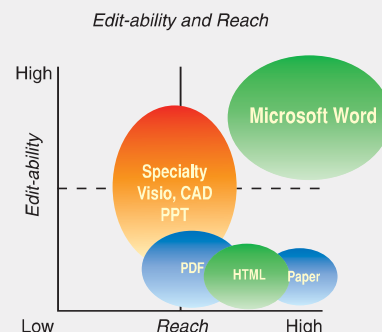 Edit-ability and Reach
High
Microsoft Word
Specialty
Visio, CAD
PPT
Edit-ability
PDF
HTML
Paper
Low
Reach
High